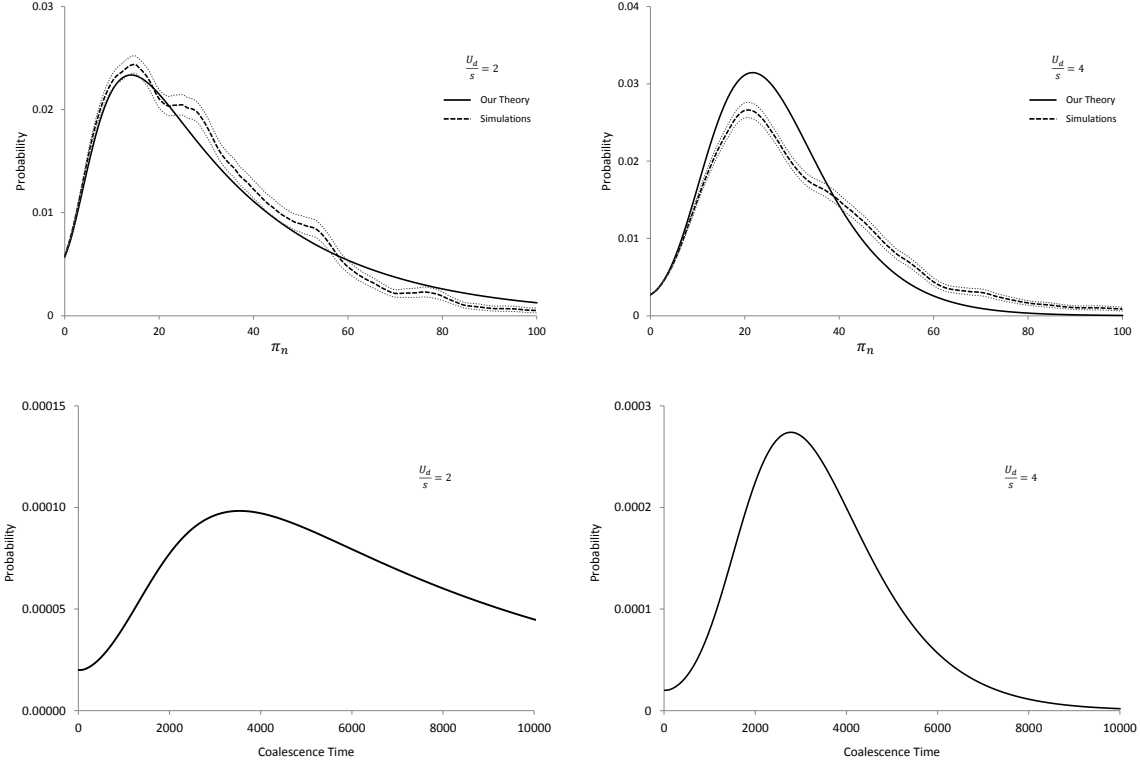 0.03
0.02
0.01
0
Probability
U_d/s = 2
Our Theory
Simulations
0 20 40 60 80 100
π_n
0.04
0.03
0.02
0.01
0
Probability
U_d/s = 4
Our Theory
Simulations
0 20 40 60 80 100
π_n
0.00015
0.00010
0.00005
0.00000
Probability
U_d/s = 2
0 2000 4000 6000 8000 10000
Coalescence Time
0.0003
0.0002
0.0001
0
Probability
U_d/s = 4
0 2000 4000 6000 8000 10000
Coalescence Time